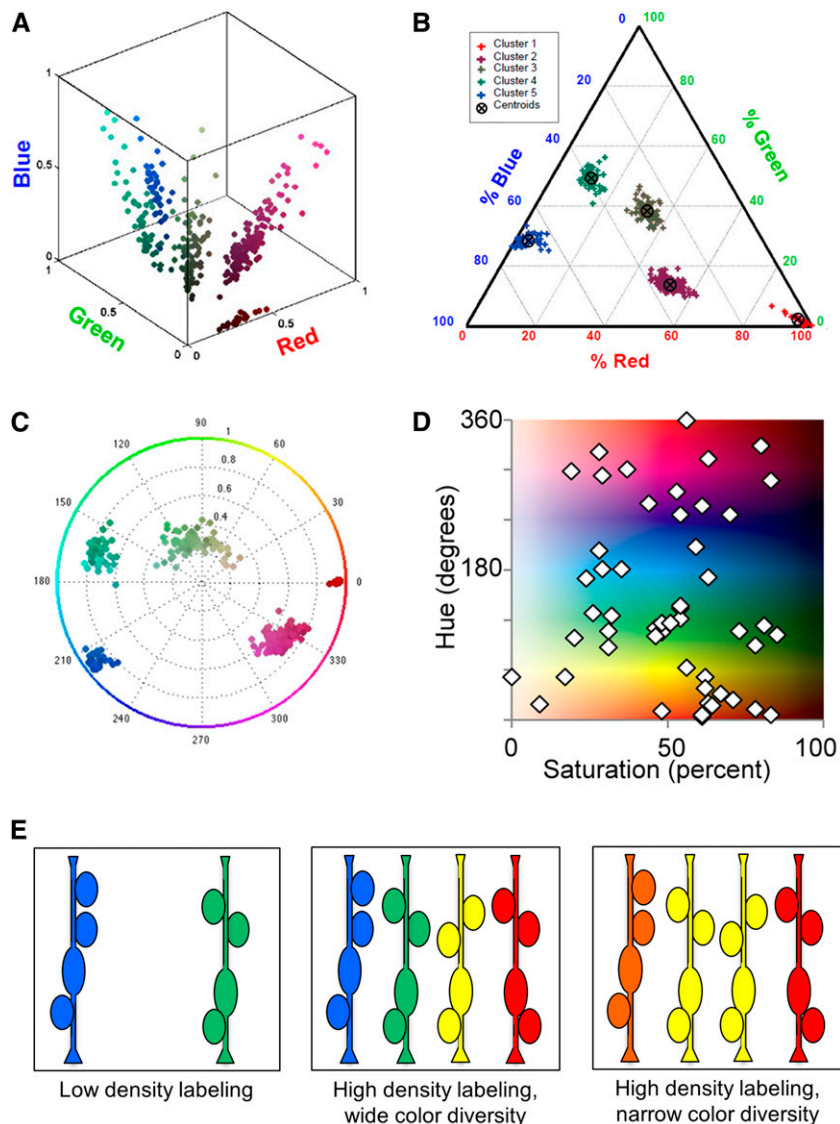 A
1
Blue
0.5
0
1
Green
0.5
0
0
0.5
Red
1
B
0
100
Cluster 1
Cluster 2
Cluster 3
Cluster 4
Cluster 5
Centroids
20
80
40
60
% Blue
% Green
60
40
80
20
100
0
0
20
40
60
80
100
% Red
C
90
120
60
1
0.8
150
0.6
30
0.4
180
0
210
330
240
300
270
D
360
Hue (degrees)
180
0
50
100
Saturation (percent)
E
Low density labeling
High density labeling,
wide color diversity
High density labeling,
narrow color diversity